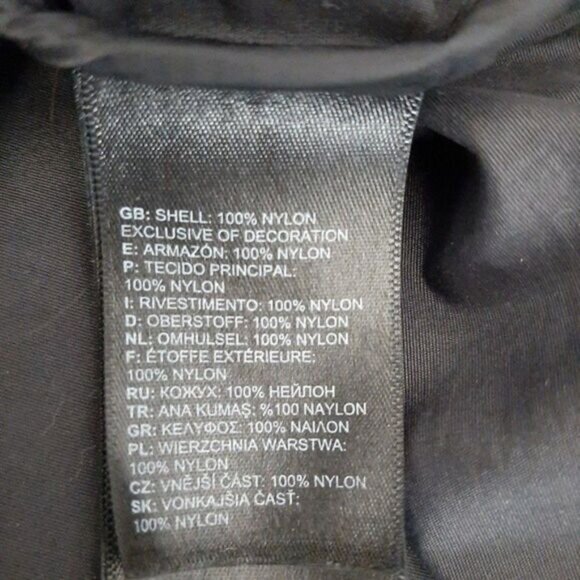 GB: SHELL: 100% NYLON
EXCLUSIVE OF DECORATION
E: ARMAZÓN: 100% NYLON
P: TECIDO PRINCIPAL:
100% NYLON
I: RIVESTIMENTO: 100% NYLON
D: OBERSTOFF: 100% NYLON
NL: OMHULSEL: 100% NYLON
F: ÉTOFFE EXTÉRIEURE:
100% NYLON
RU: КОЖУХ: 100% НЕЙЛОН
TR: ANA KUMAŞ: %100 NAYLON
GR: ΚΕΛΥΦΟΣ: 100% ΝΑΙΛΟΝ
PL: WIERZCHNIA WARSTWA:
100% NYLON
CZ: VNĚJŠÍ ČÁST: 100% NYLON
SK: VONKAJŠIA ČASŤ:
100% NYLON